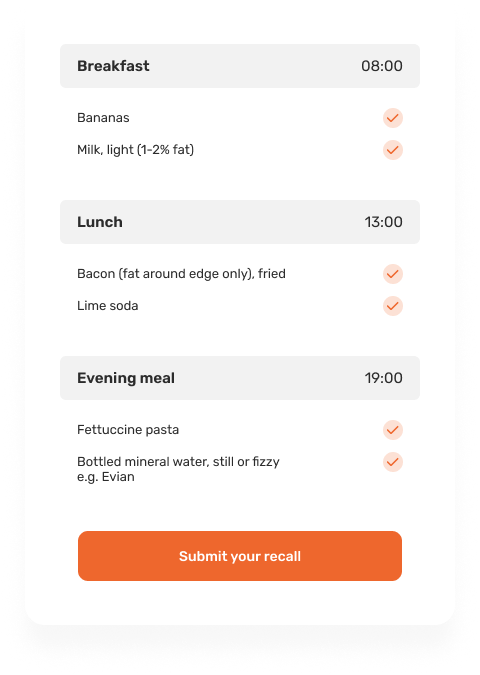 Breakfast 08:00
Bananas
Milk, light (1-2% fat)
Lunch 13:00
Bacon (fat around edge only), fried
Lime soda
Evening meal 19:00
Fettuccine pasta
Bottled mineral water, still or fizzy
e.g. Evian
Submit your recall